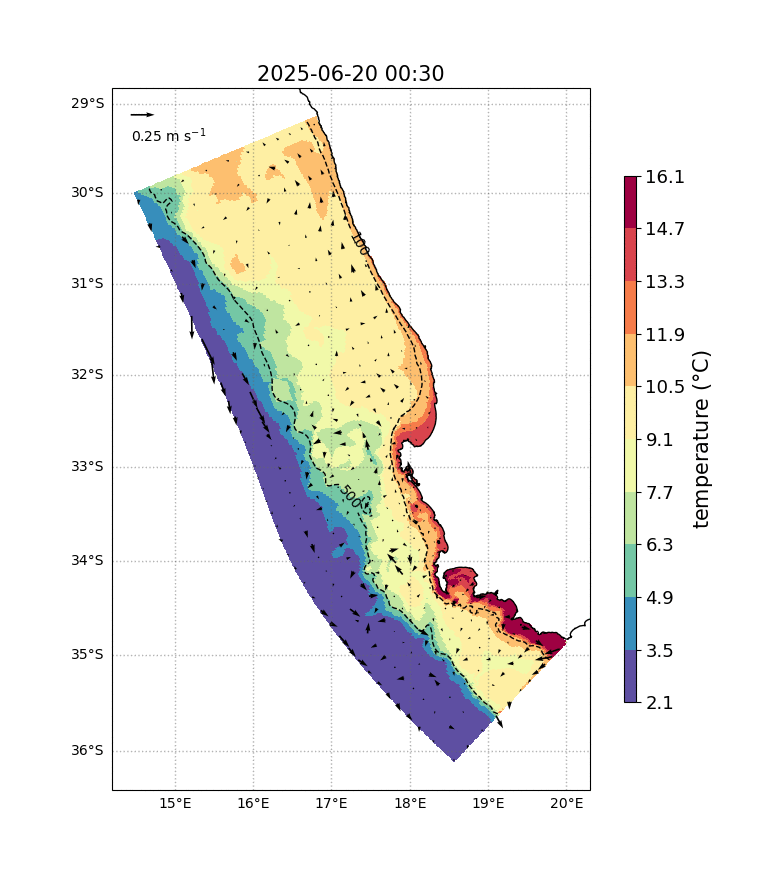 2025-06-20 00:30
0.25 m s⁻¹
29°S
30°S
31°S
32°S
33°S
34°S
35°S
36°S
15°E 16°E 17°E 18°E 19°E 20°E
100
500
16.1
14.7
13.3
11.9
10.5
9.1
7.7
6.3
4.9
3.5
2.1
temperature (°C)